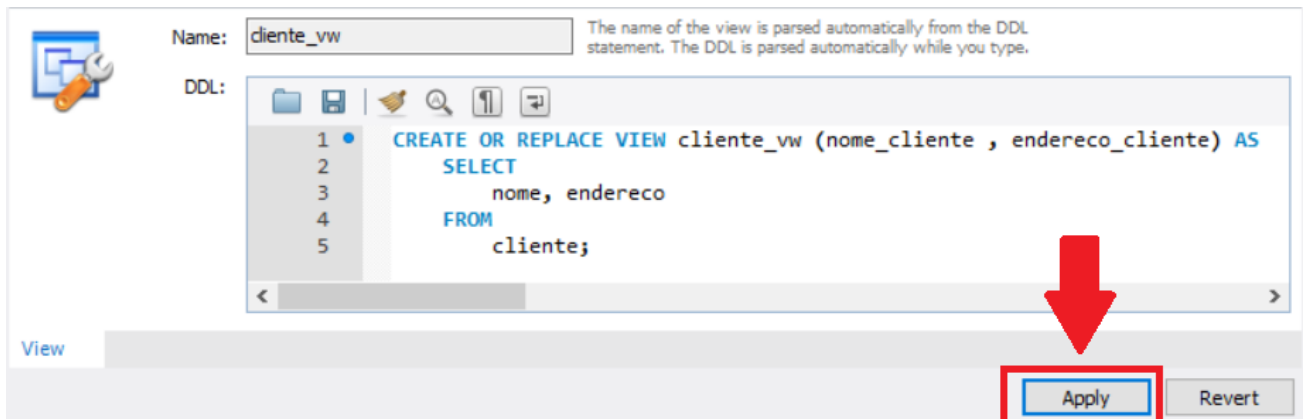 Name: cliente_vw The name of the view is parsed automatically from the DDL
statement. The DDL is parsed automatically while you type.
DDL:
1 CREATE OR REPLACE VIEW cliente_vw (nome_cliente , endereco_cliente) AS
2 SELECT
3 nome, endereco
4 FROM
5 cliente;
View
Apply Revert